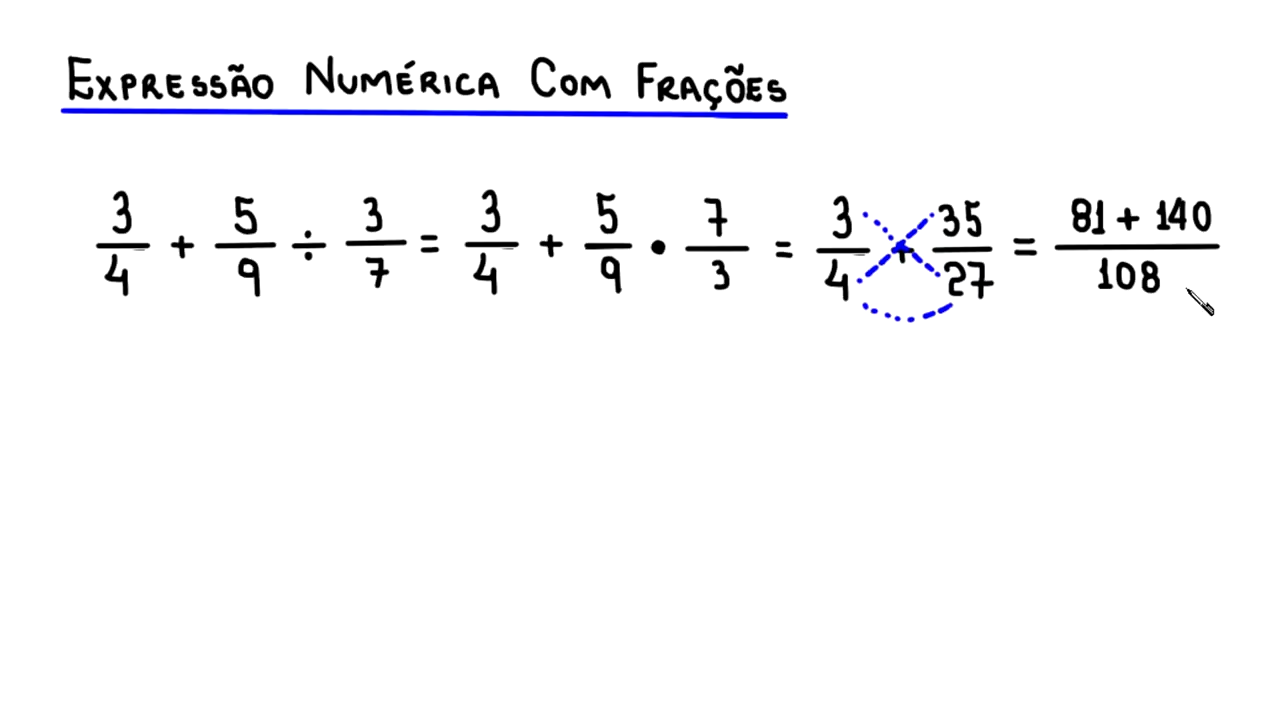 EXPRESSÃO NUMÉRICA COM FRAÇÕES
3/4 + 5/9 ÷ 3/7 = 3/4 + 5/9 • 7/3 = 3/4 + 35/27 = 81 + 140/108